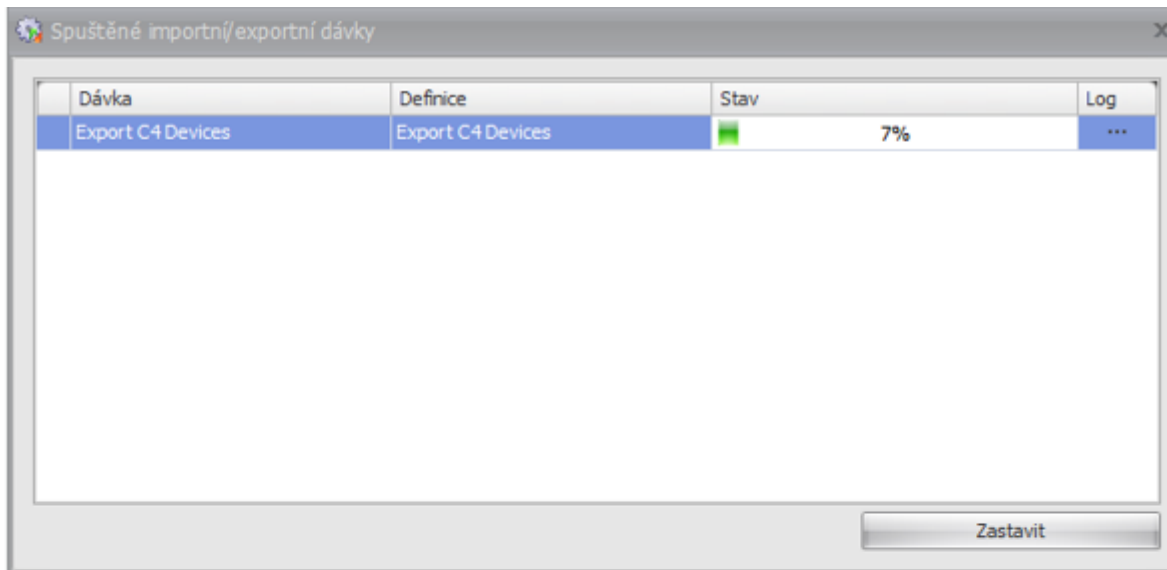 Spuštěné importní/exportní dávky
Dávka Definice Stav Log
Export C4 Devices Export C4 Devices 7% ...
Zastavit